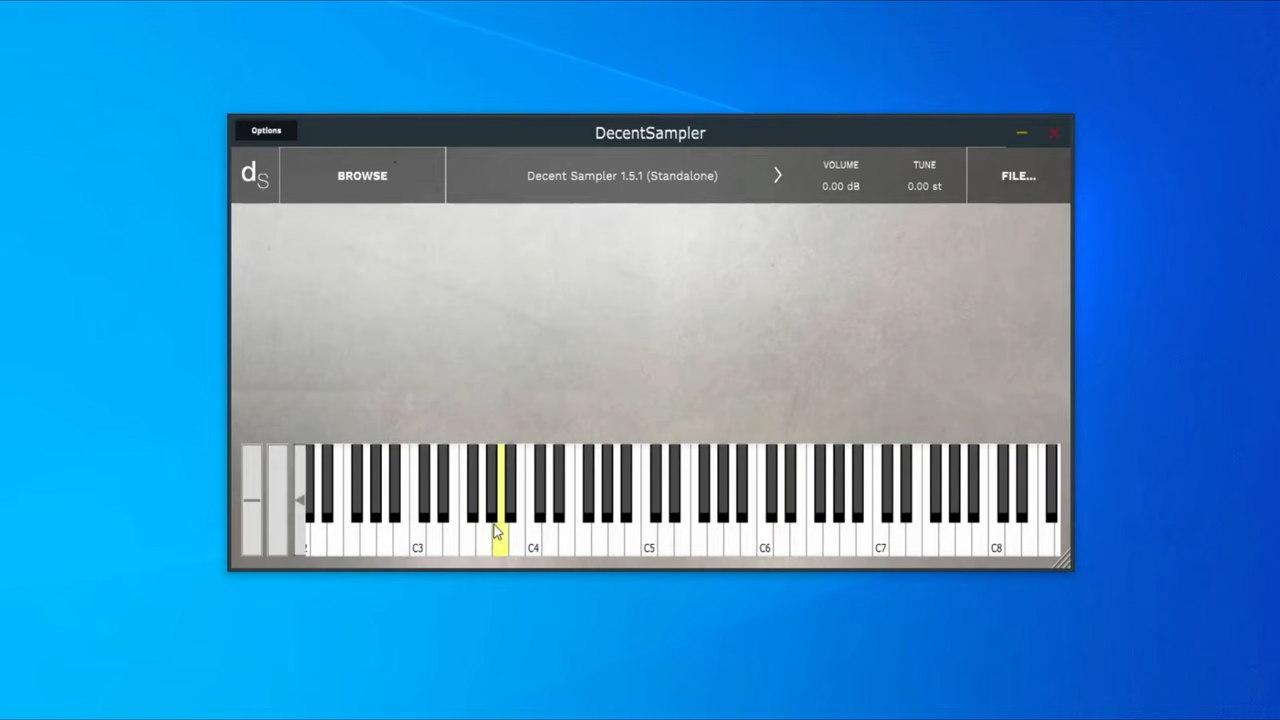 Options
DecentSampler
dS
BROWSE
Decent Sampler 1.5.1 (Standalone)
VOLUME
0.00 dB
TUNE
0.00 st
FILE...
C3
C4
C5
C6
C7
C8